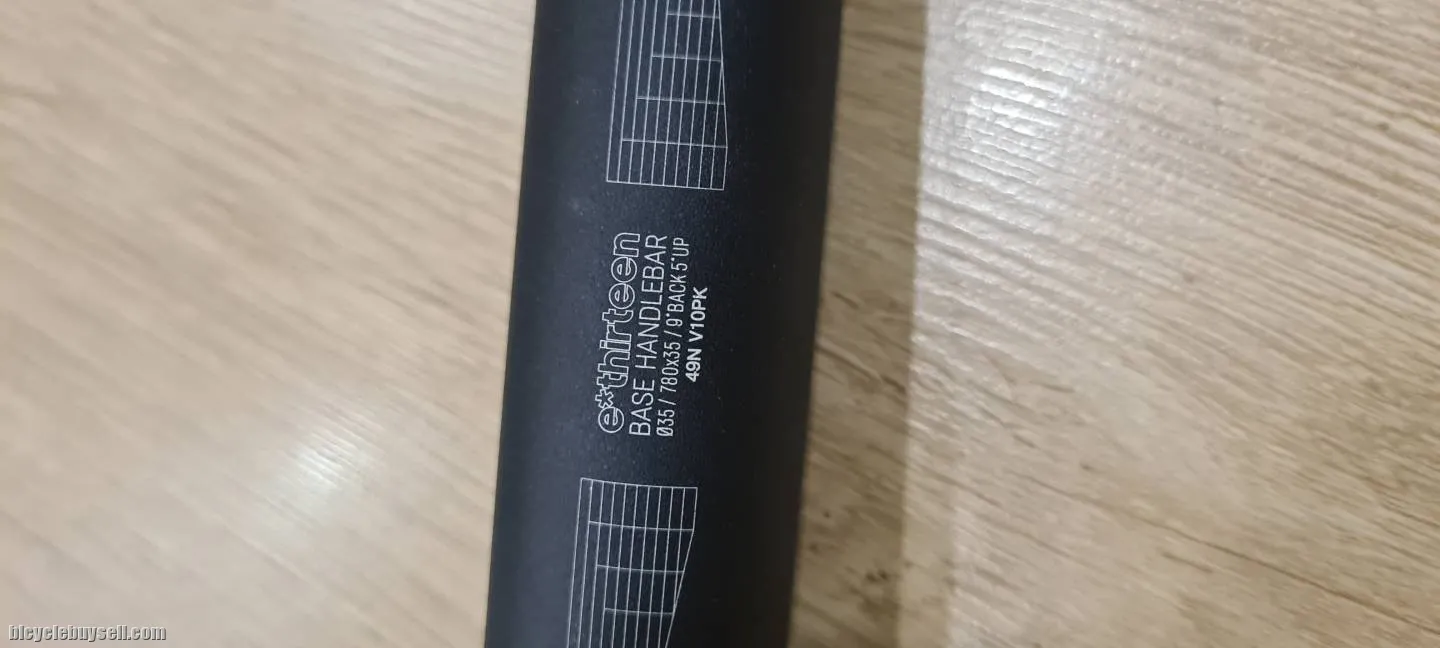 e*thirteen
BASE HANDLEBAR
Ø35 / 780x35 / 9°BACK 5°UP
49N V10PK
bicyclebuysell.com